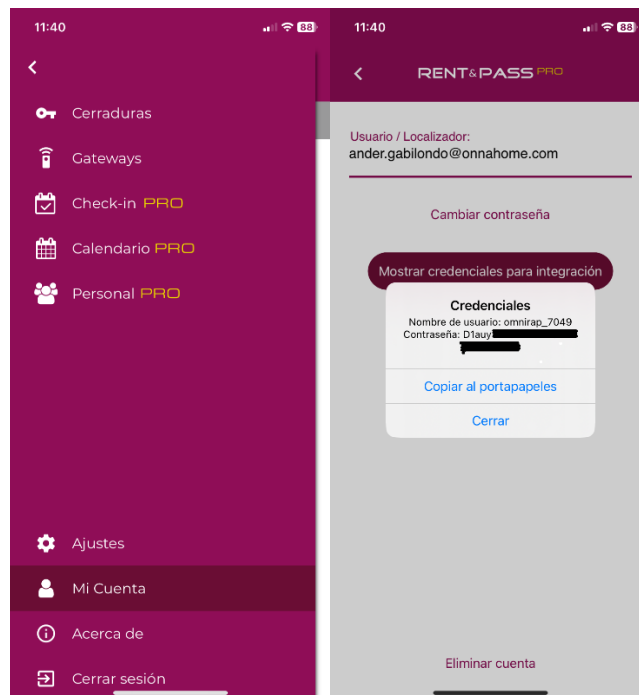 11:40
88
Cerraduras
Gateways
Check-in PRO
Calendario PRO
Personal PRO
Ajustes
Mi Cuenta
Acerca de
Cerrar sesión
11:40
88
RENT&PASS PRO
Usuario / Localizador:
ander.gabilondo@onnahome.com
Cambiar contraseña
Mostrar credenciales para integración
Credenciales
Nombre de usuario: omnirap_7049
Contraseña: D1auy
Copiar al portapapeles
Cerrar
Eliminar cuenta